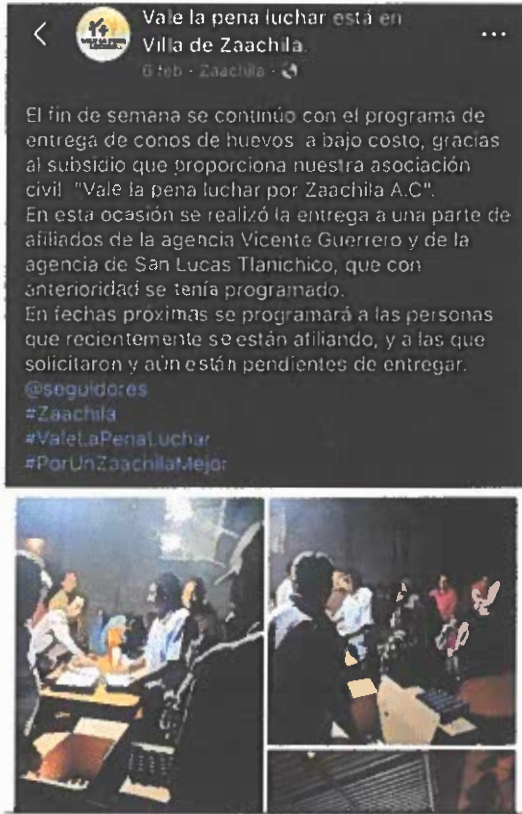 Vale la pena luchar está en
Villa de Zaachila.
6 feb · Zaachila ·
El fin de semana se continúo con el programa de
entrega de conos de huevos a bajo costo, gracias
al subsidio que proporciona nuestra asociación
civil "Vale la pena luchar por Zaachila A.C".
En esta ocasión se realizó la entrega a una parte de
afiliados de la agencia Vicente Guerrero y de la
agencia de San Lucas Tlanichico, que con
anterioridad se tenía programado.
En fechas próximas se programará a las personas
que recientemente se están afiliando, y a las que
solicitaron y aún están pendientes de entregar.
@seguidores
#Zaachila
#ValeLaPenaLuchar
#PorUnZaachilaMejor